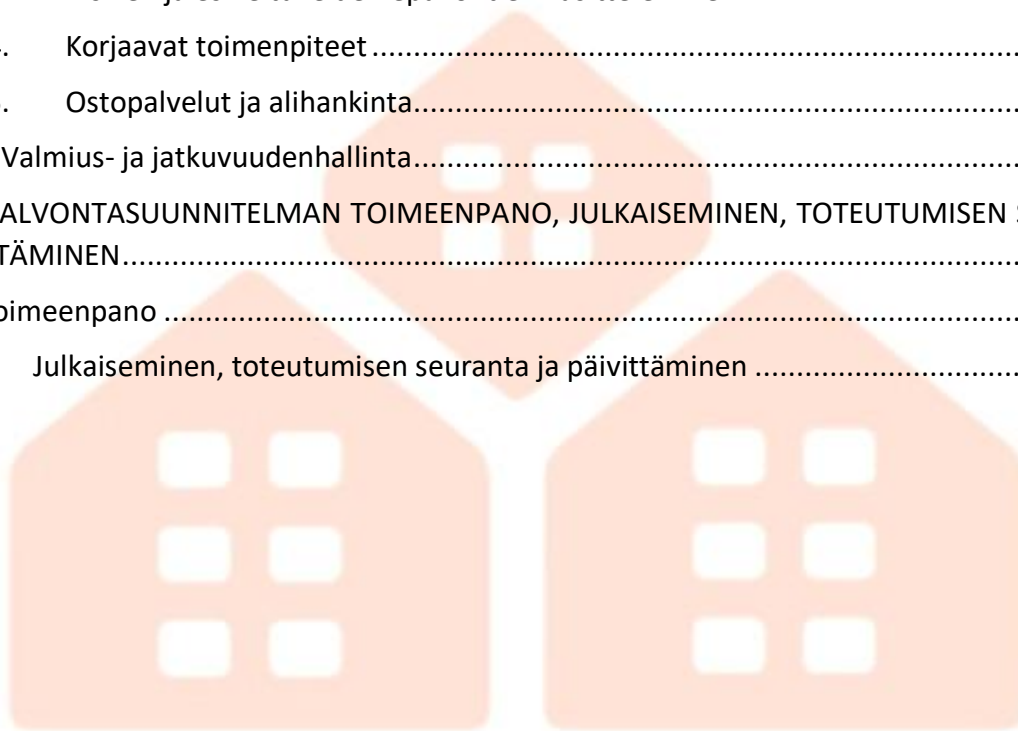 4. Korjaavat toimenpiteet
Ostopalvelut ja alihankinta
Valmius- ja jatkuvuudenhallinta
ALVONTASUUNNITELMAN TOIMEENPANO, JULKAISEMINEN, TOTEUTUMISEN
TÄMINEN
oimeenpano
Julkaiseminen, toteutumisen seuranta ja päivittäminen